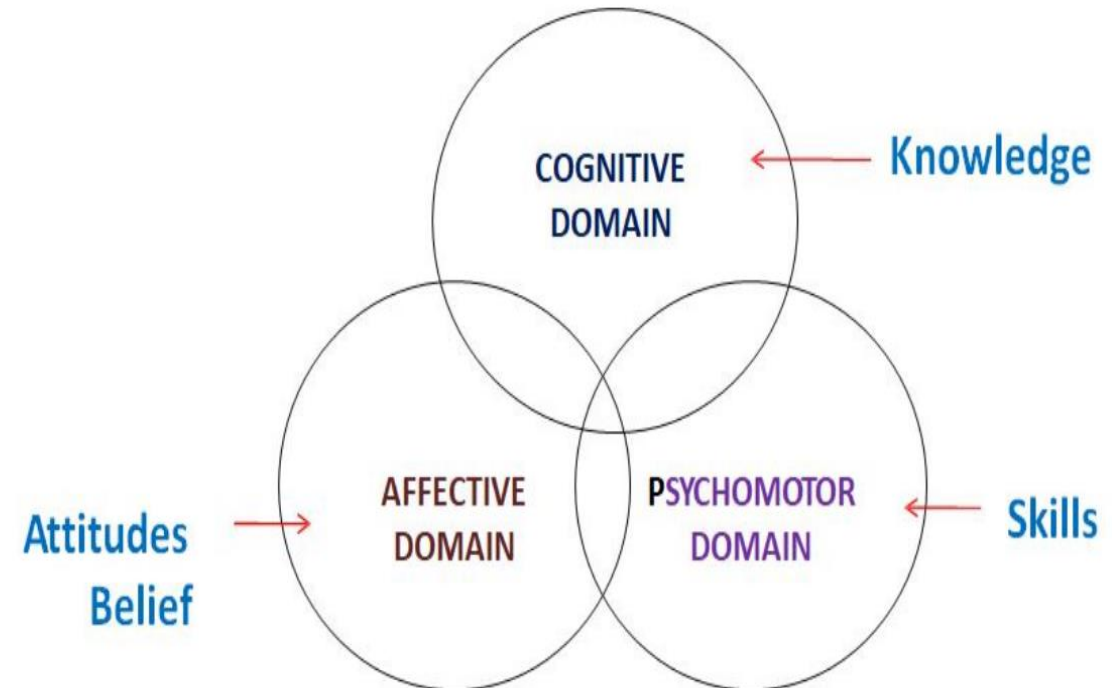 COGNITIVE
DOMAIN
Knowledge
AFFECTIVE
DOMAIN
PSYCHOMOTOR
DOMAIN
Attitudes
Belief
Skills